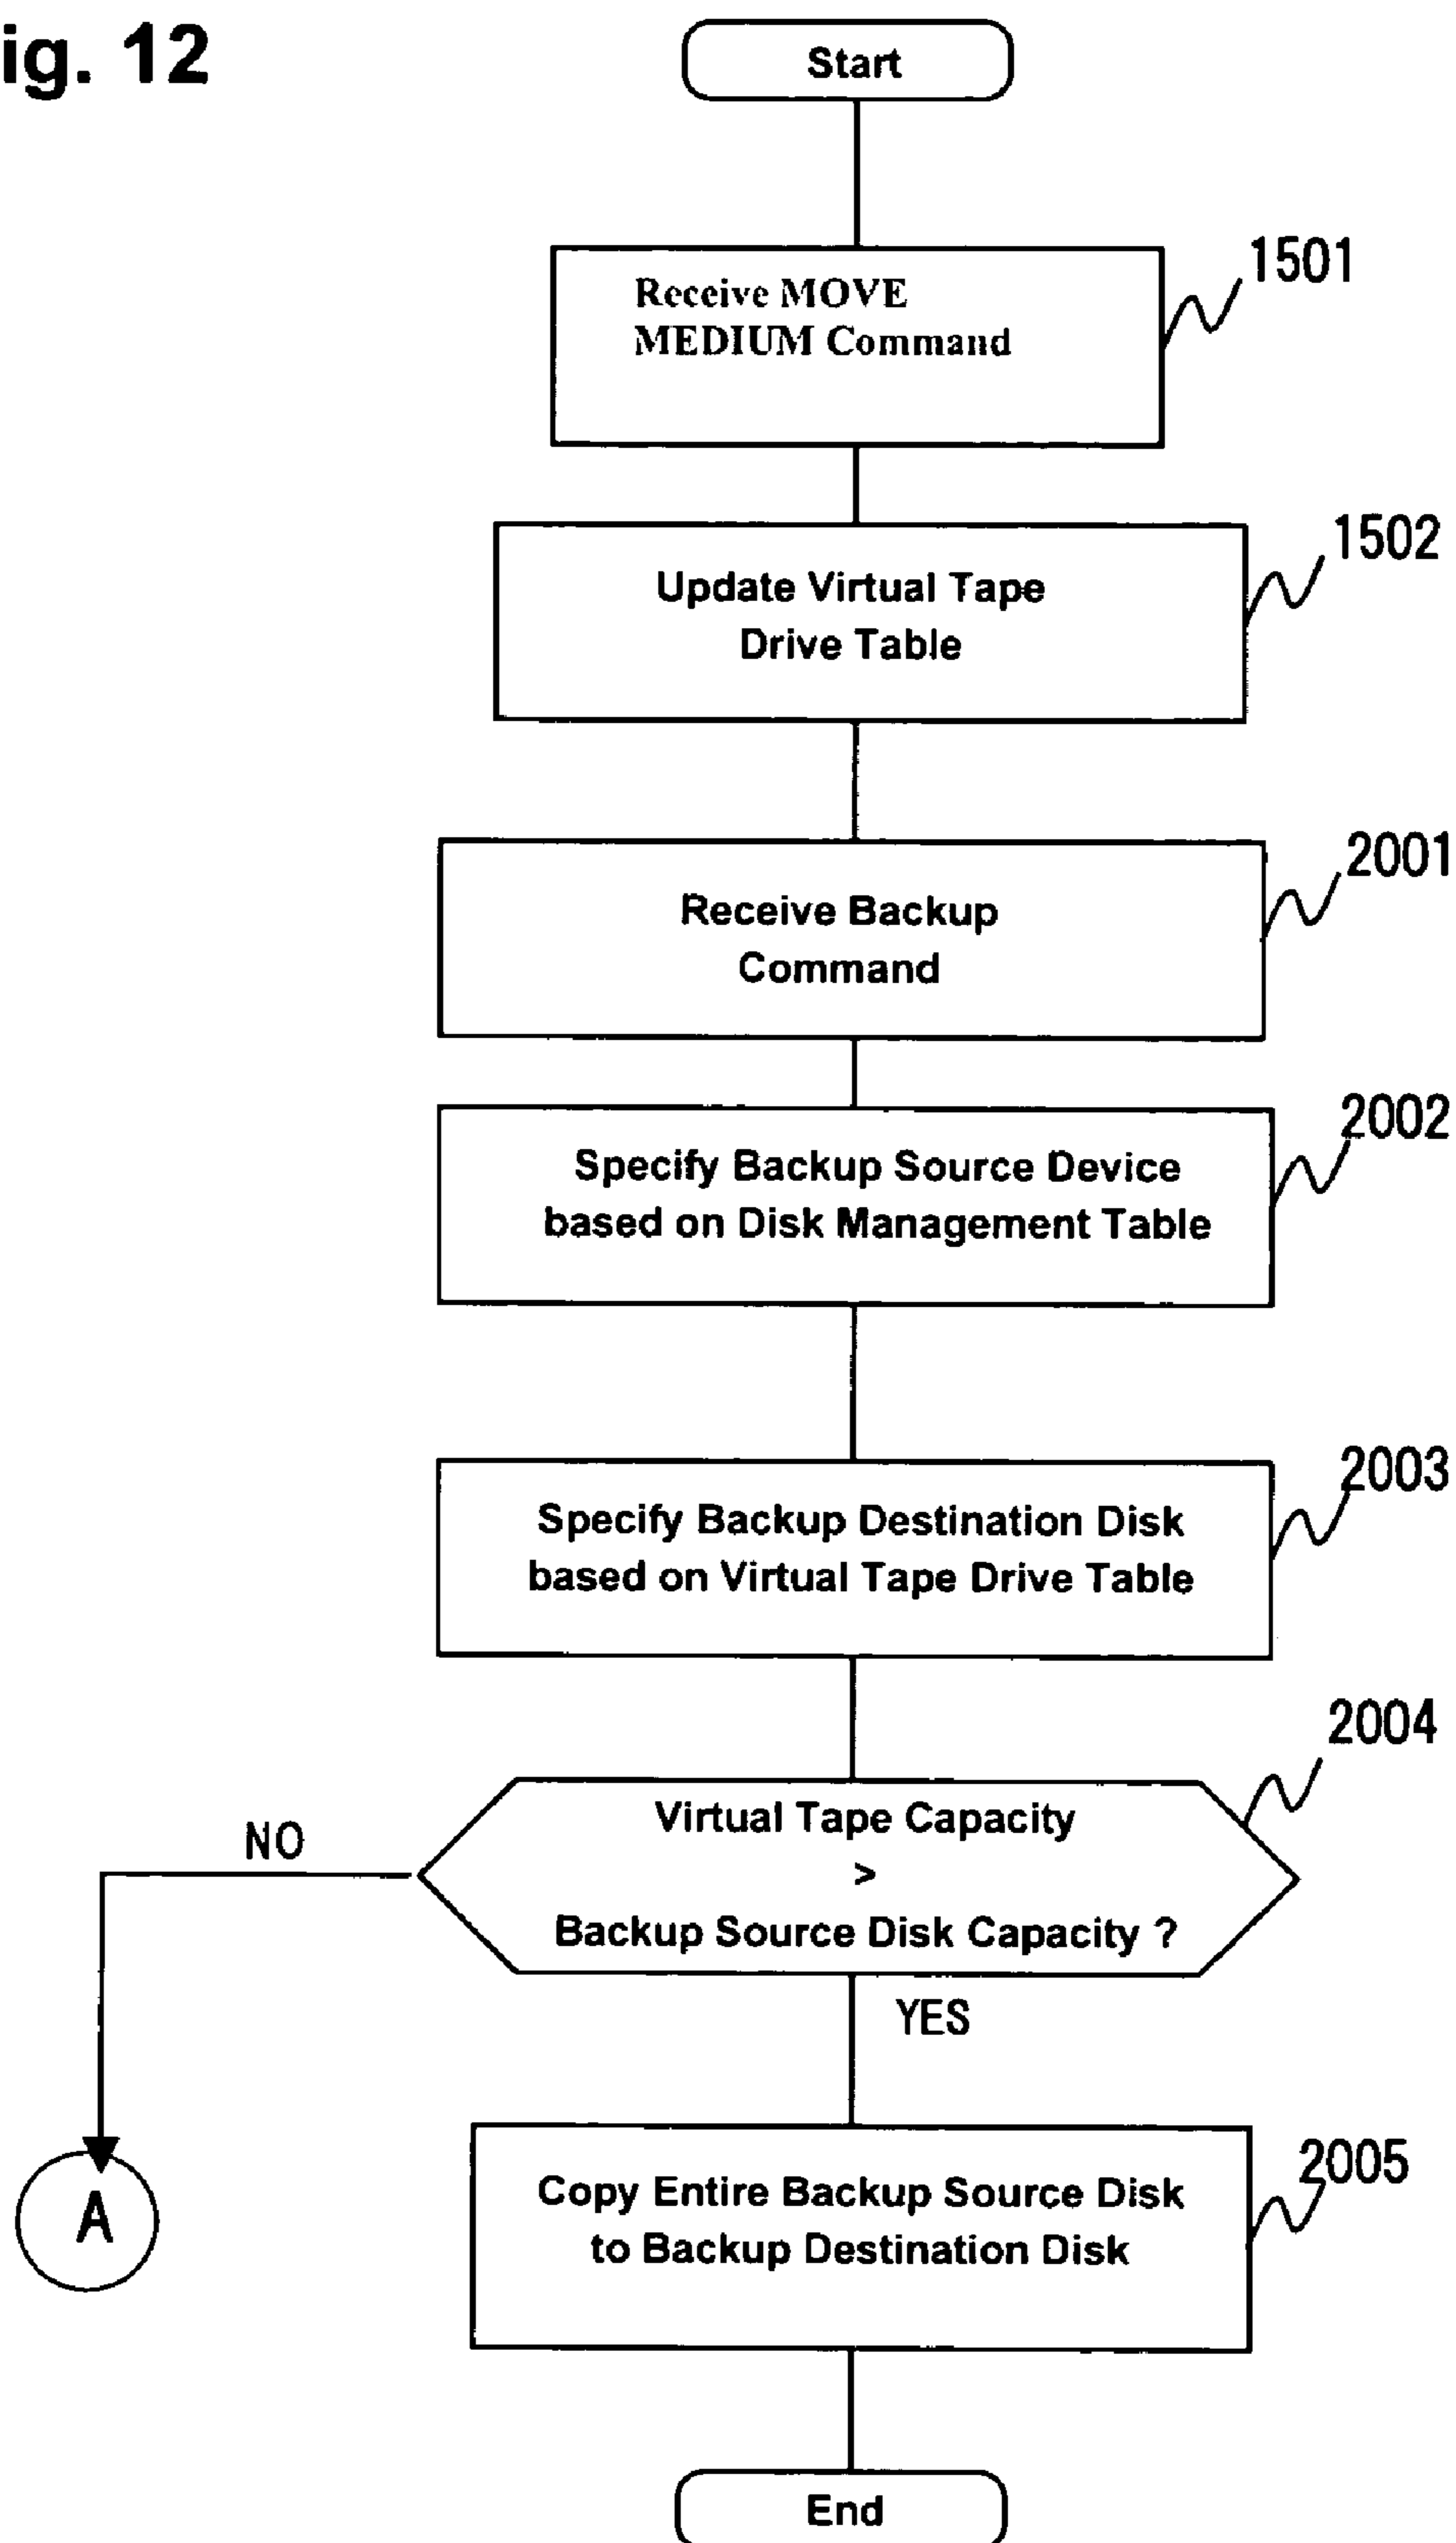 ig. 12
Start
Receive MOVE
MEDIUM Command
1501
Update Virtual Tape
Drive Table
1502
Receive Backup
Command
2001
Specify Backup Source Device
based on Disk Management Table
2002
Specify Backup Destination Disk
based on Virtual Tape Drive Table
2003
Virtual Tape Capacity
>
Backup Source Disk Capacity ?
2004
NO
YES
A
Copy Entire Backup Source Disk
to Backup Destination Disk
2005
End